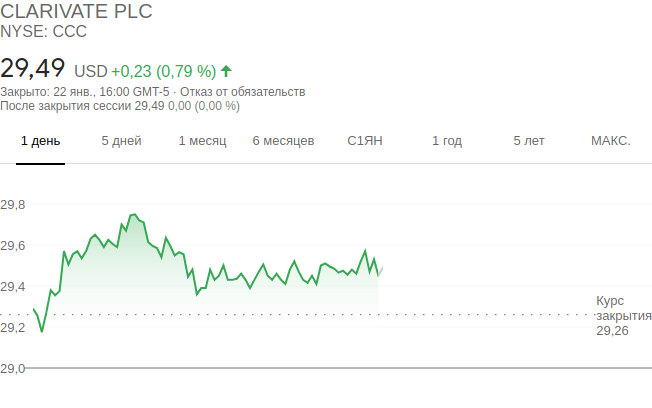 CLARIVATE PLC
NYSE: CCC
29,49 USD +0,23 (0,79 %)
Закрыто: 22 янв., 16:00 GMT-5 · Отказ от обязательств
После закрытия сессии 29,49 0,00 (0,00 %)
1 день 5 дней 1 месяц 6 месяцев С1ЯН 1 год 5 лет МАКС.
29,8
29,6
29,4
29,2
29,0
Курс
закрытия
29,26